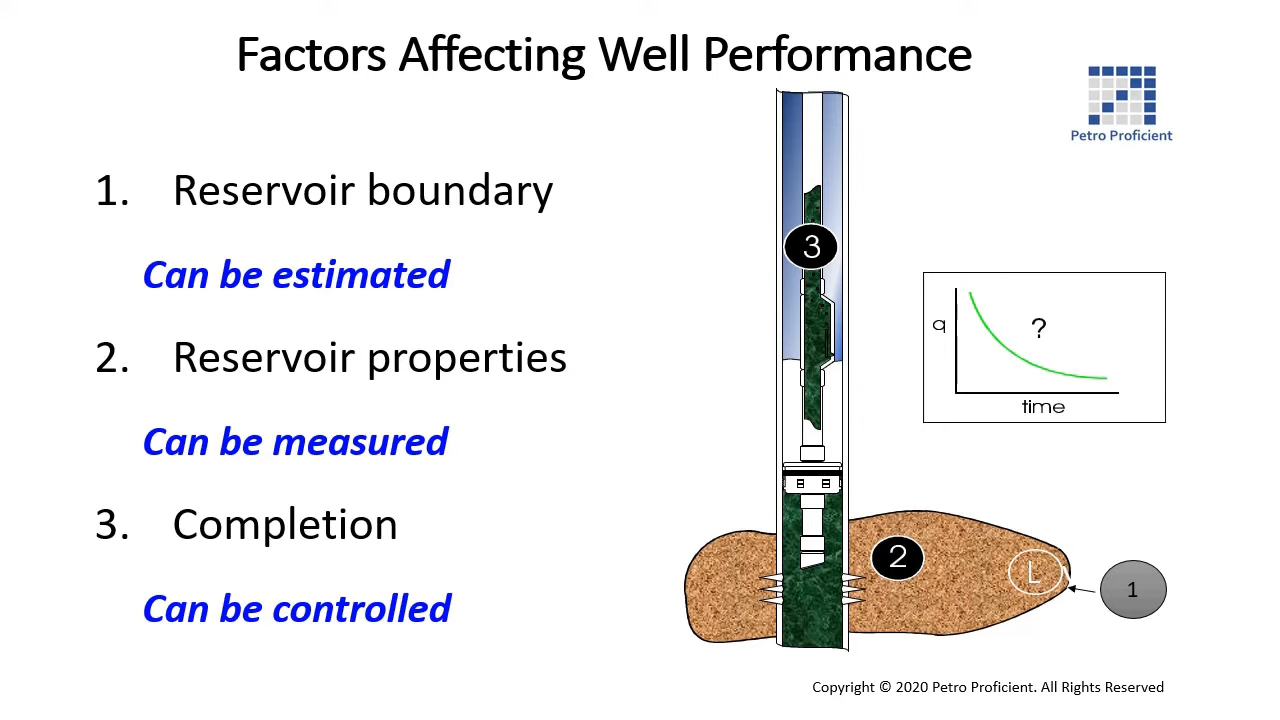 Factors Affecting Well Performance
Petro Proficient
1. Reservoir boundary
Can be estimated
2. Reservoir properties
Can be measured
3. Completion
Can be controlled
3
q
?
time
2
L
1
Copyright © 2020 Petro Proficient. All Rights Reserved